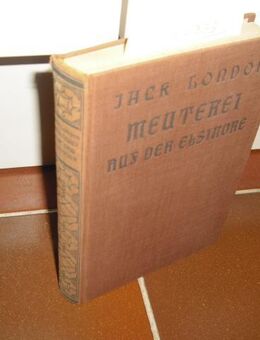 JACK LONDON
MEUTEREI
AUF DER ELSINORE